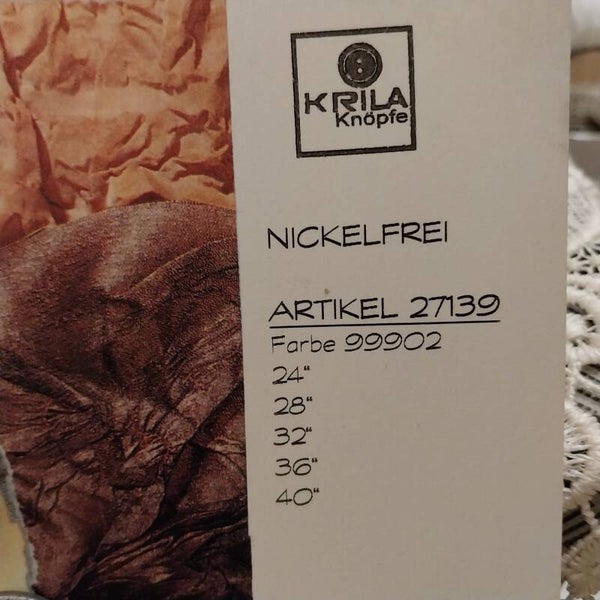 KRILA
Knöpfe
NICKELFREI
ARTIKEL 27139
Farbe 99902
24"
28"
32"
36"
40"